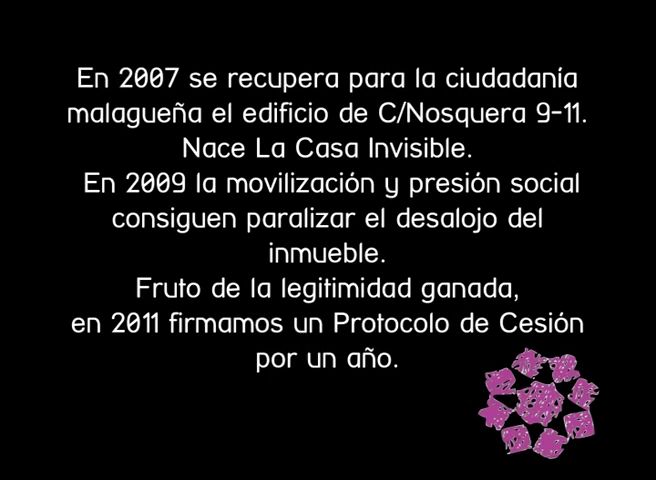 En 2007 se recupera para la ciudadanía
malagueña el edificio de C/Nosquera 9-11.
Nace La Casa Invisible.
En 2009 la movilización y presión social
consiguen paralizar el desalojo del
inmueble.
Fruto de la legitimidad ganada,
en 2011 firmamos un Protocolo de Cesión
por un año.